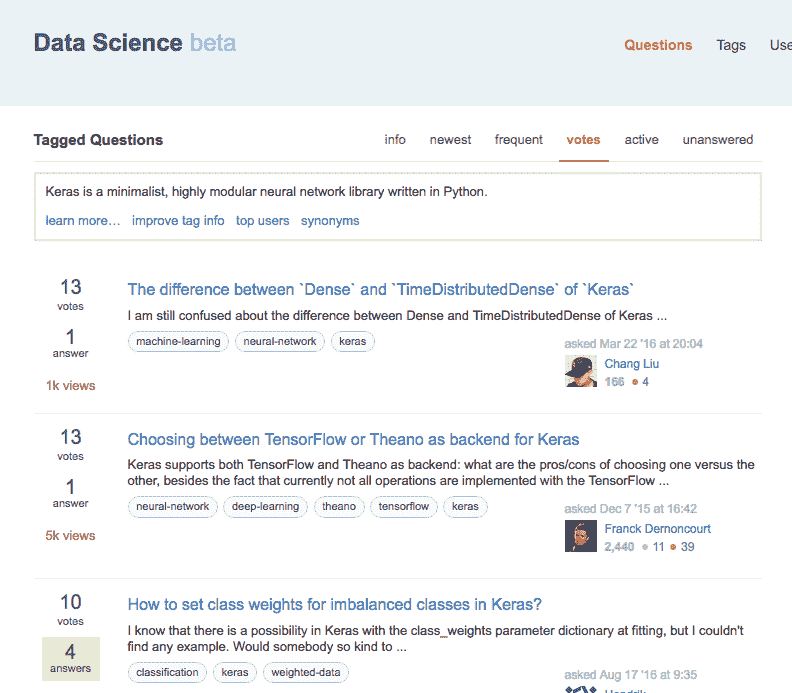 Data Science beta
Questions Tags Use
Tagged Questions
info newest frequent votes active unanswered
Keras is a minimalist, highly modular neural network library written in Python.
learn more… improve tag info top users synonyms
13
votes
1
answer
1k views
The difference between `Dense` and `TimeDistributedDense` of `Keras`
I am still confused about the difference between Dense and TimeDistributedDense of Keras ...
machine-learning neural-network keras
asked Mar 22 '16 at 20:04
Chang Liu
166 4
13
votes
1
answer
5k views
Choosing between TensorFlow or Theano as backend for Keras
Keras supports both TensorFlow and Theano as backend: what are the pros/cons of choosing one versus the
other, besides the fact that currently not all operations are implemented with the TensorFlow ...
neural-network deep-learning theano tensorflow keras
asked Dec 7 '15 at 16:42
Franck Dernoncourt
2,440 11 39
10
votes
4
answers
How to set class weights for imbalanced classes in Keras?
I know that there is a possibility in Keras with the class_weights parameter dictionary at fitting, but I couldn't
find any example. Would somebody so kind to ...
classification keras weighted-data
asked Aug 17 '16 at 9:35